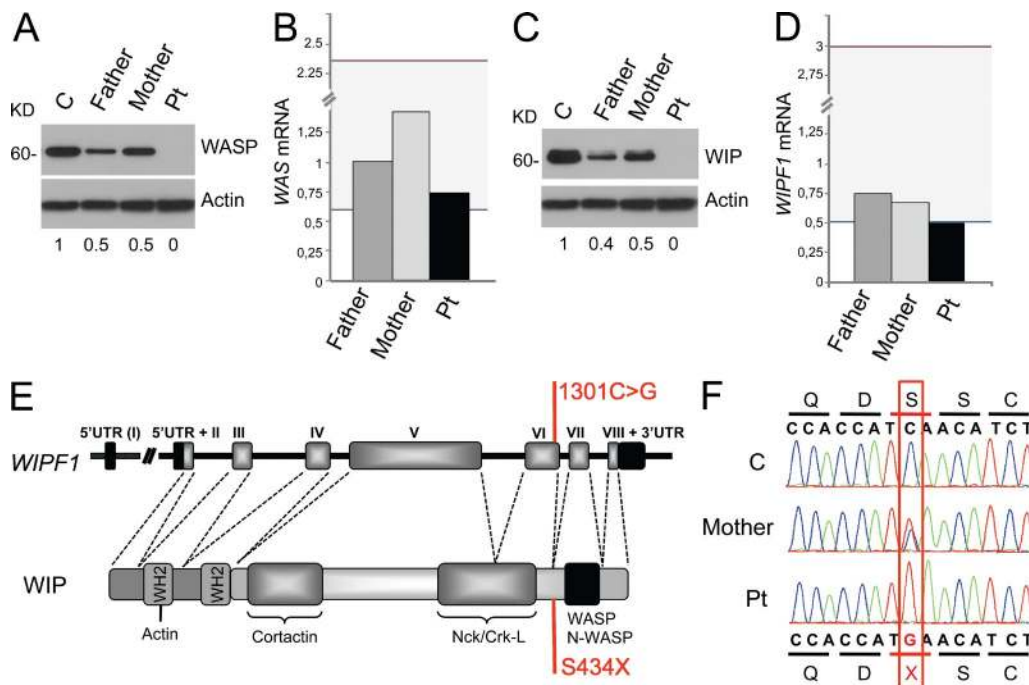 A
C
Father
Mother
Pt
KD
60-
WASP
Actin
1 0.5 0.5 0
B
WAS mRNA
2.5
2.25
1,5
1,25
1
0,75
0,5
0,25
0
Father
Mother
Pt
C
C
Father
Mother
Pt
KD
60-
WIP
Actin
1 0.4 0.5 0
D
WIPF1 mRNA
3
2,75
1,5
1,25
1
0,75
0,5
0,25
0
Father
Mother
Pt
E
1301C>G
5'UTR (I) 5'UTR + II III IV V VI VII VIII + 3'UTR
WIPF1
WIP
WH2
WH2
Actin
Cortactin
Nck/Crk-L
WASP
N-WASP
S434X
F
Q D S S C
C C A C C A T C A A C A T C T
C
Mother
Pt
C C A C C A T G A A C A T C T
Q D X S C